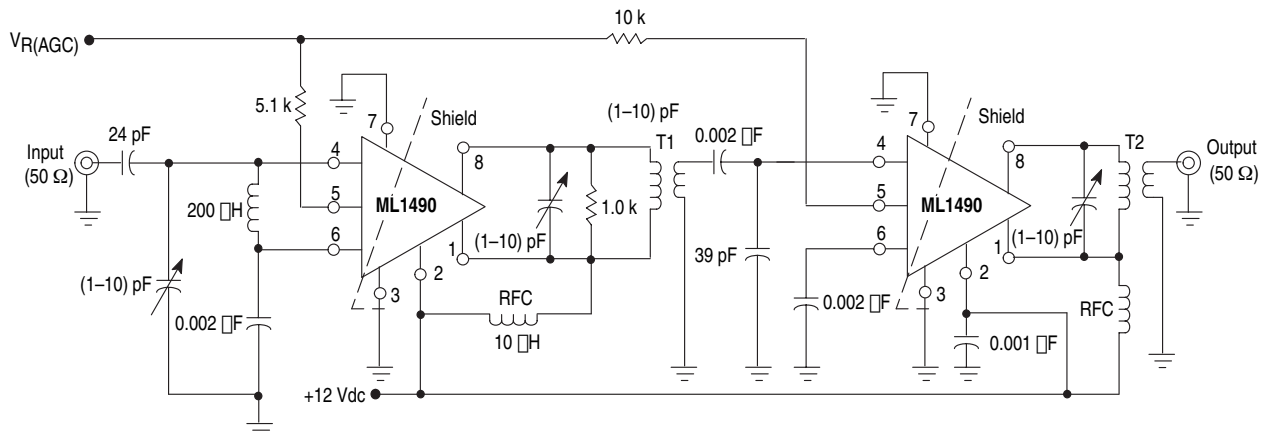 10 k
V_R(AGC)
5.1 k
7
Shield
(1–10) pF
T1
0.002 □F
7
Shield
T2
24 pF
Input
(50 Ω)
4
8
4
8
Output
(50 Ω)
200 □H
5
ML1490
1.0 k
5
ML1490
6
1
(1–10) pF
39 pF
6
1
(1–10) pF
(1–10) pF
2
2
3
RFC
0.002 □F
3
RFC
0.002 □F
10 □H
0.001 □F
+12 Vdc